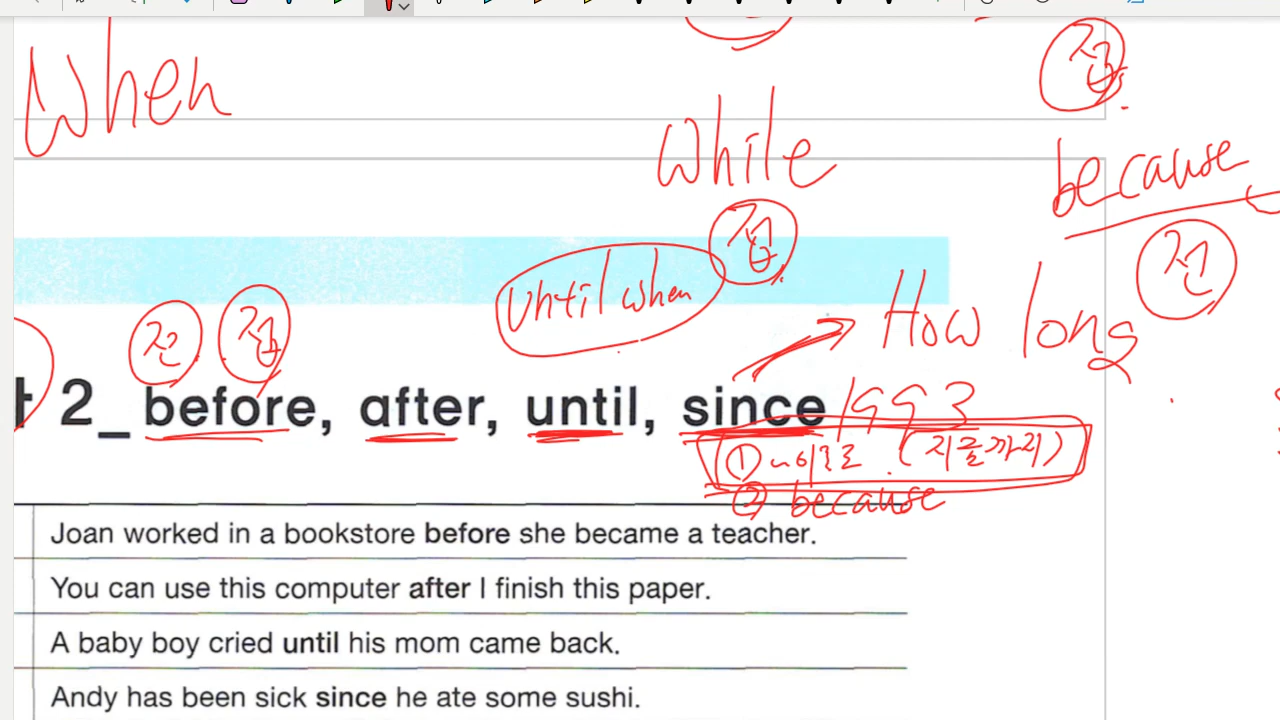 When
while
접
because
접
until when
전
전 접
How long
2_ before, after, until, since 1993
① ~이후로 (지금까지)
② because
Joan worked in a bookstore before she became a teacher.
You can use this computer after I finish this paper.
A baby boy cried until his mom came back.
Andy has been sick since he ate some sushi.